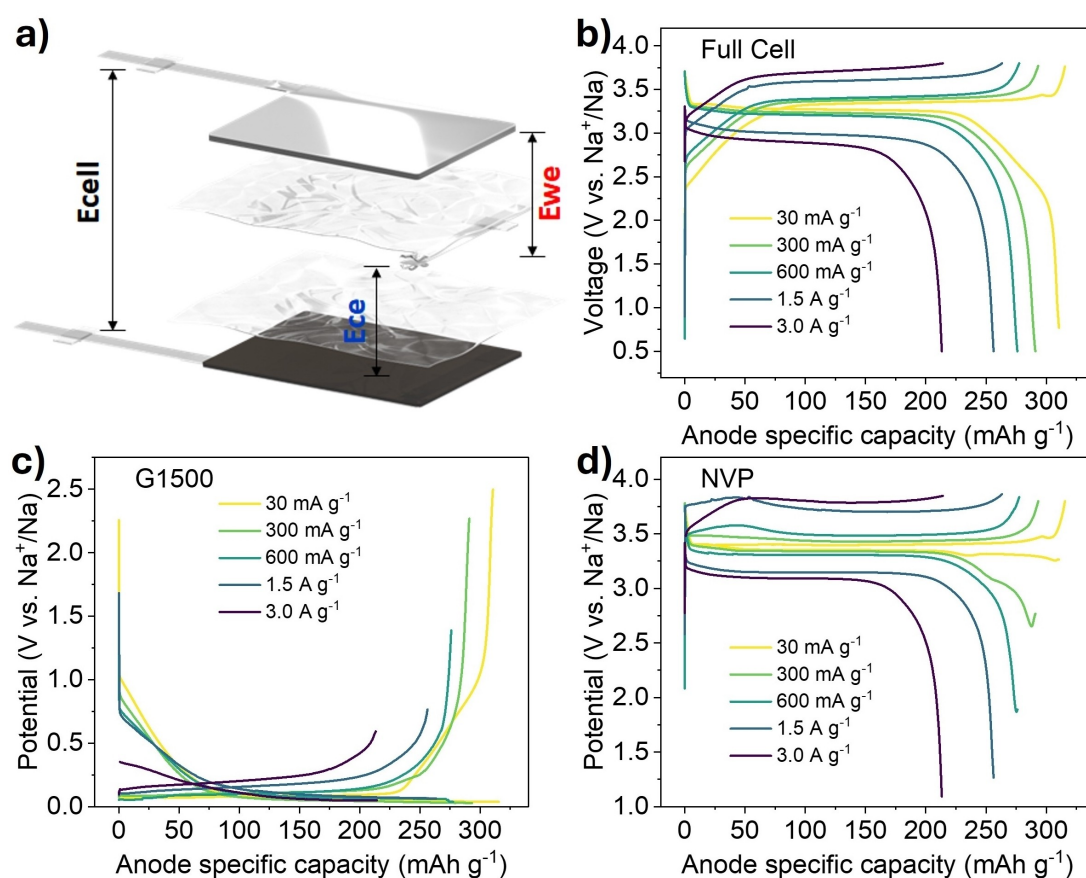 a)
Ecell
Ewe
Ece
b)
Full Cell
Voltage (V vs. Na⁺/Na)
4.0
3.5
3.0
2.5
2.0
1.5
1.0
0.5
30 mA g⁻¹
300 mA g⁻¹
600 mA g⁻¹
1.5 A g⁻¹
3.0 A g⁻¹
0 50 100 150 200 250 300
Anode specific capacity (mAh g⁻¹)
c)
G1500
Potential (V vs. Na⁺/Na)
2.5
2.0
1.5
1.0
0.5
0.0
30 mA g⁻¹
300 mA g⁻¹
600 mA g⁻¹
1.5 A g⁻¹
3.0 A g⁻¹
0 50 100 150 200 250 300
Anode specific capacity (mAh g⁻¹)
d)
NVP
Potential (V vs. Na⁺/Na)
4.0
3.5
3.0
2.5
2.0
1.5
1.0
30 mA g⁻¹
300 mA g⁻¹
600 mA g⁻¹
1.5 A g⁻¹
3.0 A g⁻¹
0 50 100 150 200 250 300
Anode specific capacity (mAh g⁻¹)